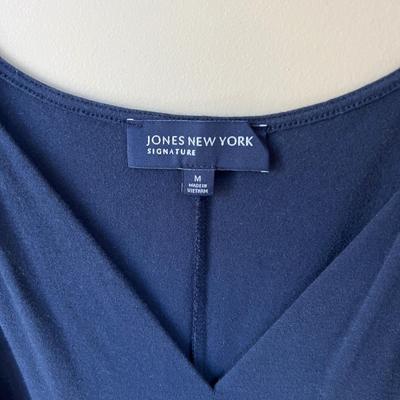 JONES NEW YORK
SIGNATURE
M
MADE IN
VIETNAM